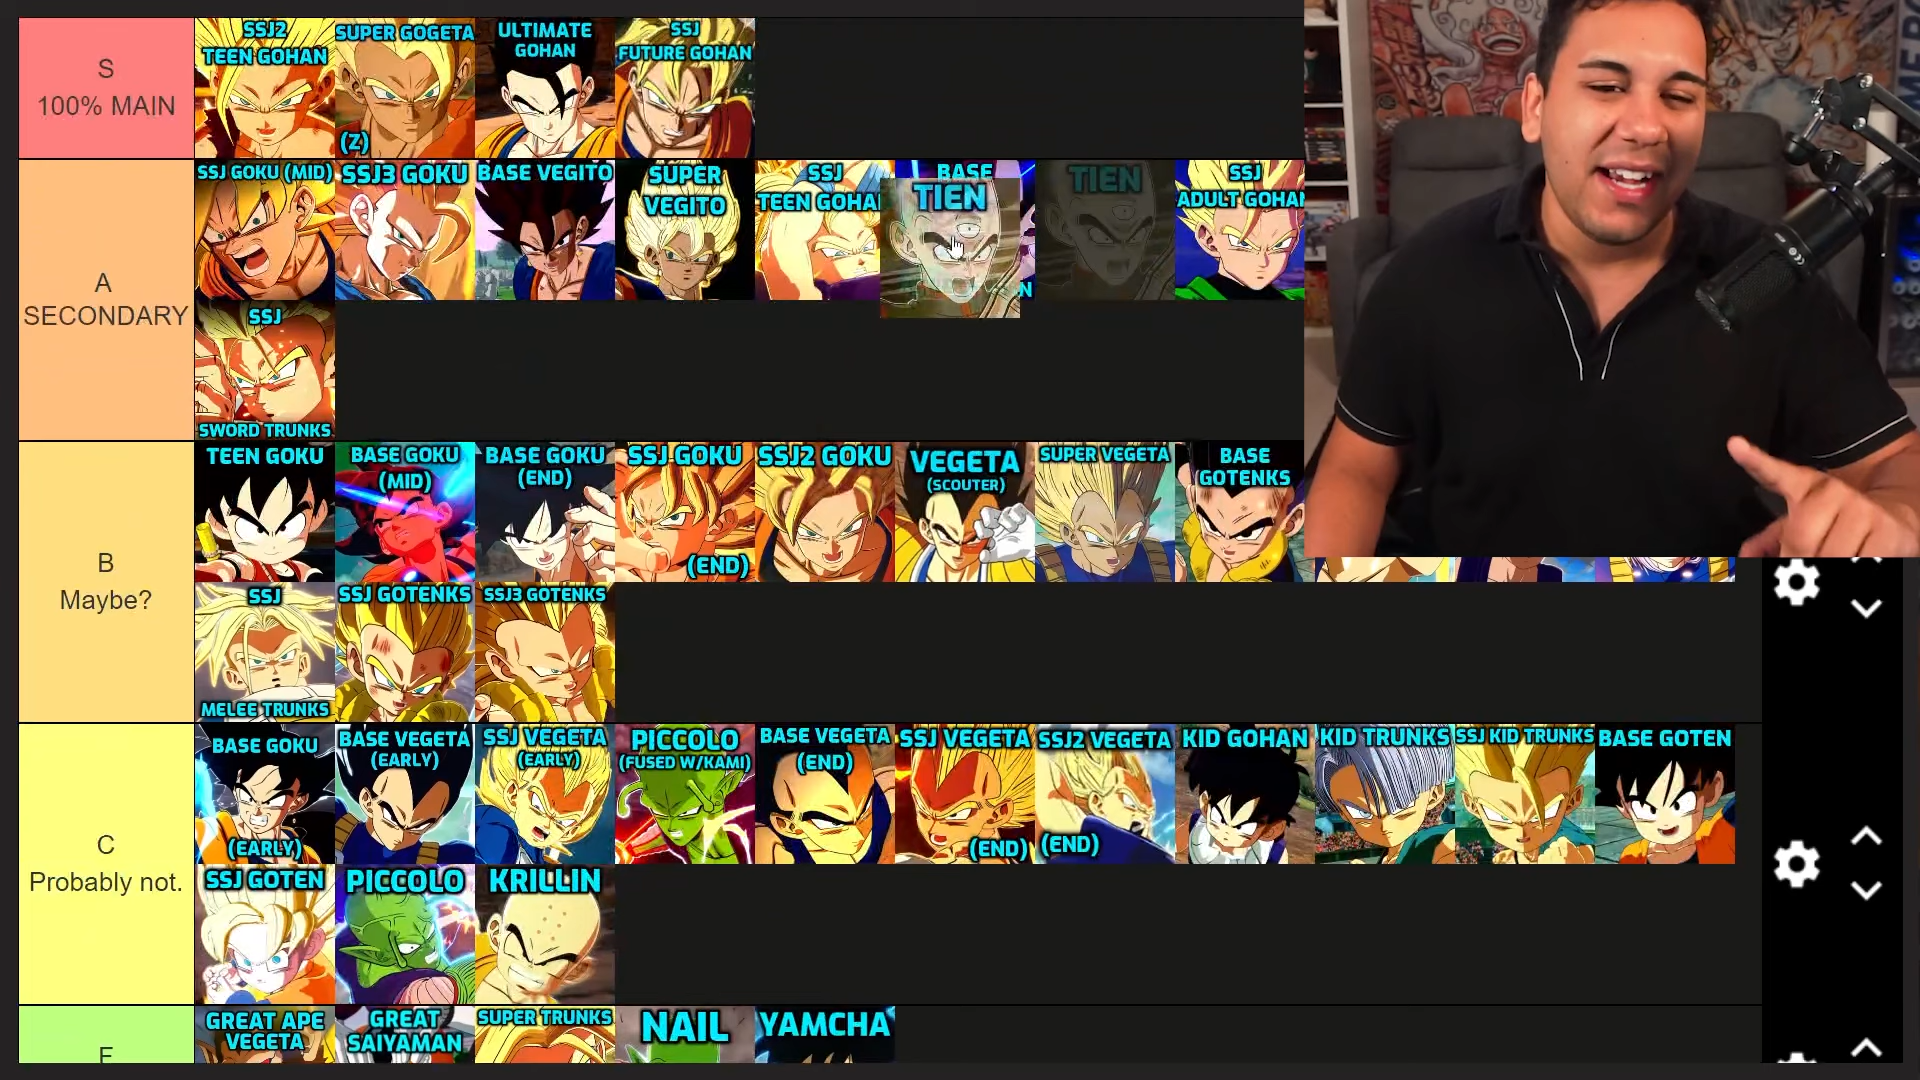 S
100% MAIN
SSJ2
TEEN GOHAN
SUPER GOGETA
(Z)
ULTIMATE
GOHAN
SSJ
FUTURE GOHAN
A
SECONDARY
SSJ GOKU (MID)
SSJ3 GOKU
BASE VEGITO
SUPER
VEGITO
SSJ
TEEN GOHA
BASE
N
TIEN
TIEN
SSJ
ADULT GOHAN
SSJ
SWORD TRUNKS
B
Maybe?
TEEN GOKU
BASE GOKU
(MID)
BASE GOKU
(END)
SSJ GOKU
(END)
SSJ2 GOKU
VEGETA
(SCOUTER)
SUPER VEGETA
BASE
GOTENKS
SSJ
MELEE TRUNKS
SSJ GOTENKS
SSJ3 GOTENKS
C
Probably not.
BASE GOKU
(EARLY)
BASE VEGETA
(EARLY)
SSJ VEGETA
(EARLY)
PICCOLO
(FUSED W/KAMI)
BASE VEGETA
(END)
SSJ VEGETA
(END)
SSJ2 VEGETA
(END)
KID GOHAN
KID TRUNKS
SSJ KID TRUNKS
BASE GOTEN
SSJ GOTEN
PICCOLO
KRILLIN
GREAT APE
VEGETA
GREAT
SAIYAMAN
SUPER TRUNKS
NAIL
YAMCHA